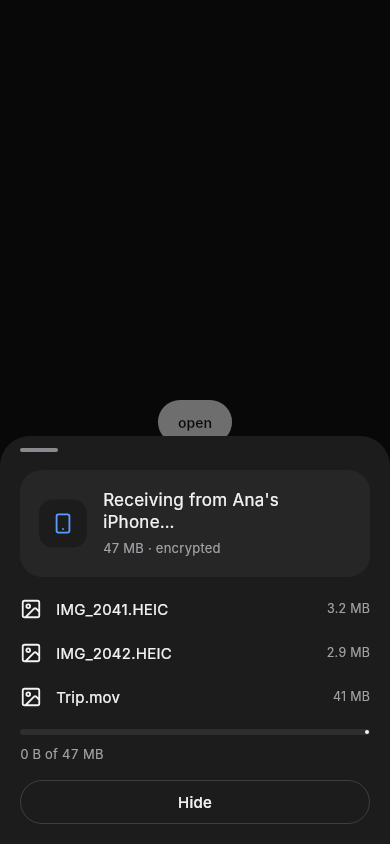 open
Receiving from Ana's
iPhone...
47 MB · encrypted
IMG_2041.HEIC 3.2 MB
IMG_2042.HEIC 2.9 MB
Trip.mov 41 MB
0 B of 47 MB
Hide